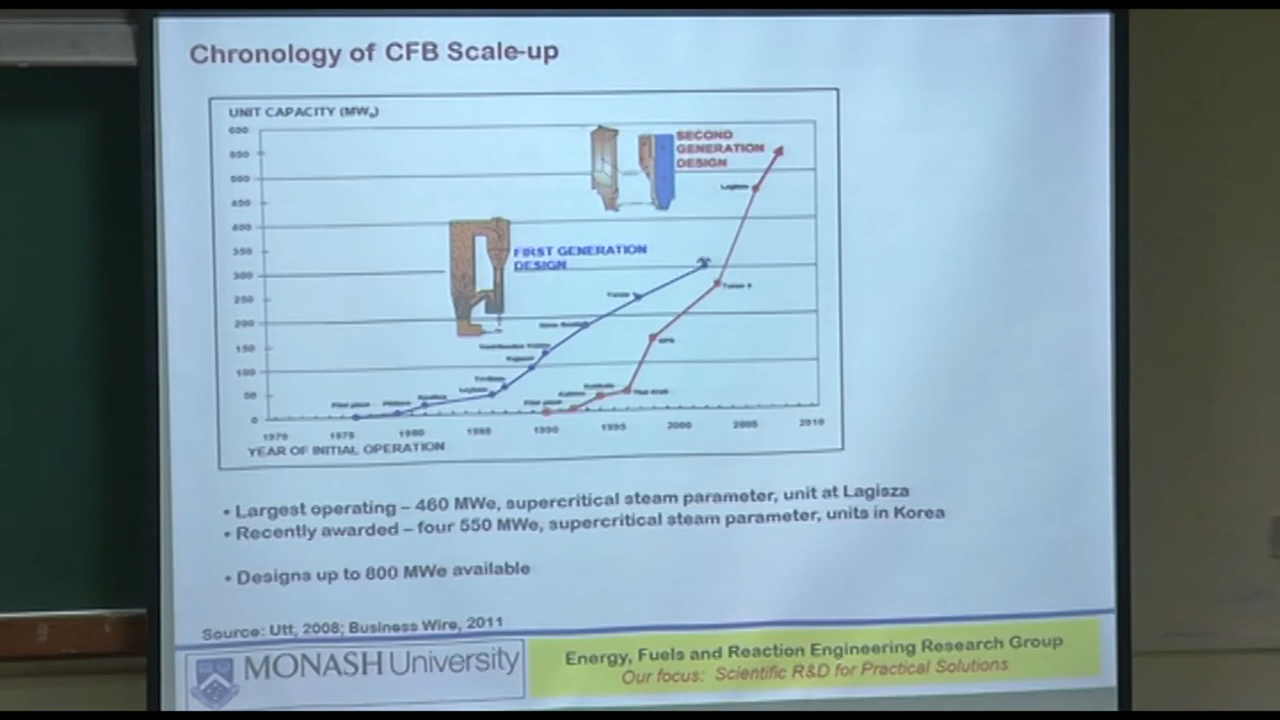 Chronology of CFB Scale-up
UNIT CAPACITY (MWe)
600
550
500
450
400
350
300
250
200
150
100
50
0
SECOND
GENERATION
DESIGN
FIRST GENERATION
DESIGN
1970 1975 1980 1985 1990 1995 2000 2005 2010
YEAR OF INITIAL OPERATION
• Largest operating – 460 MWe, supercritical steam parameter, unit at Lagisza
• Recently awarded – four 550 MWe, supercritical steam parameter, units in Korea
• Designs up to 800 MWe available
Source: Utt, 2008; Business Wire, 2011
MONASH University
Energy, Fuels and Reaction Engineering Research Group
Our focus: Scientific R&D for Practical Solutions